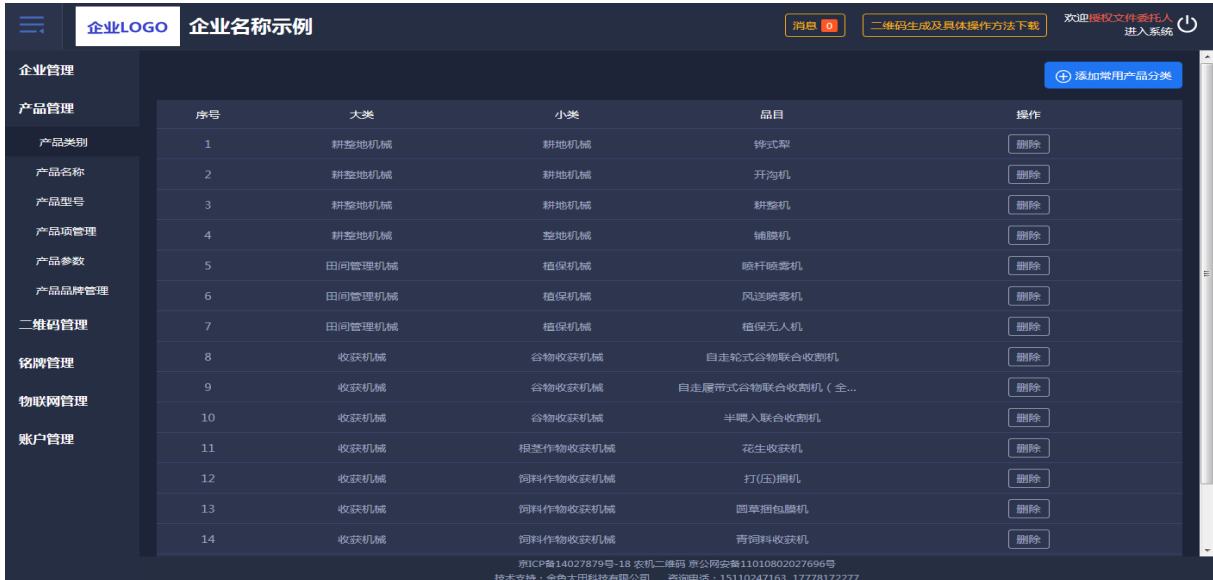 企业LOGO 企业名称示例 消息 0 二维码生成及具体操作方法下载 欢迎授权文件委托人
进入系统
企业管理
添加常用产品分类
产品管理
序号 大类 小类 品目 操作
产品类别
1 耕整地机械 耕地机械 铧式犁 删除
产品名称
2 耕整地机械 耕地机械 开沟机 删除
产品型号
3 耕整地机械 耕地机械 耕整机 删除
产品项管理
4 耕整地机械 整地机械 铺膜机 删除
产品参数
5 田间管理机械 植保机械 喷杆喷雾机 删除
产品品牌管理
6 田间管理机械 植保机械 风送喷雾机 删除
二维码管理
7 田间管理机械 植保机械 植保无人机 删除
铭牌管理
8 收获机械 谷物收获机械 自走轮式谷物联合收割机 删除
9 收获机械 谷物收获机械 自走履带式谷物联合收割机（全... 删除
物联网管理
10 收获机械 谷物收获机械 半喂入联合收割机 删除
账户管理
11 收获机械 根茎作物收获机械 花生收获机 删除
12 收获机械 饲料作物收获机械 打(压)捆机 删除
13 收获机械 饲料作物收获机械 圆草捆包膜机 删除
14 收获机械 饲料作物收获机械 青饲料收获机 删除
京ICP备14027879号-18 农机二维码 京公网安备11010802027696号
技术支持：金色大田科技有限公司 咨询电话：15110247163 17778172277